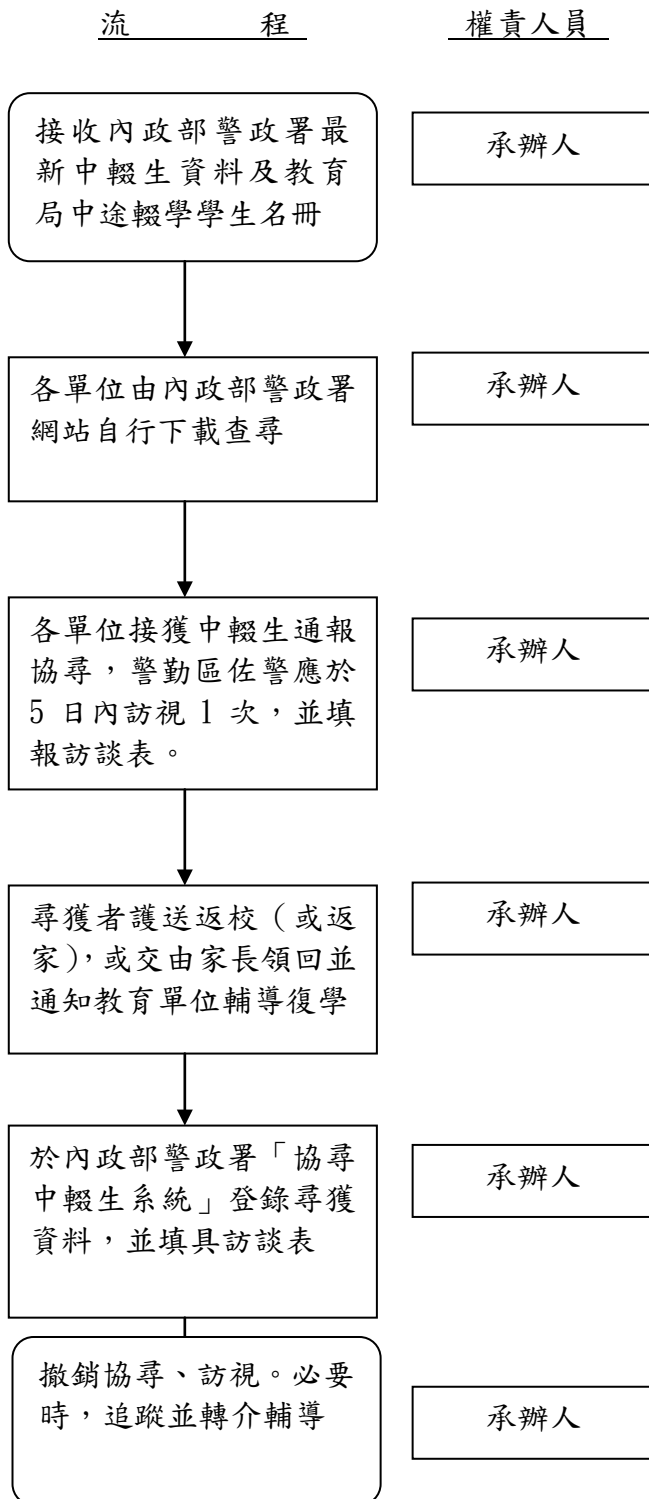 流 程 權責人員
接收內政部警政署最
新中輟生資料及教育
局中途輟學學生名冊
承辦人
各單位由內政部警政署
網站自行下載查尋
承辦人
各單位接獲中輟生通報
協尋，警勤區佐警應於
5 日內訪視 1 次，並填
報訪談表。
承辦人
尋獲者護送返校（或返
家），或交由家長領回並
通知教育單位輔導復學
承辦人
於內政部警政署「協尋
中輟生系統」登錄尋獲
資料，並填具訪談表
承辦人
撤銷協尋、訪視。必要
時，追蹤並轉介輔導
承辦人